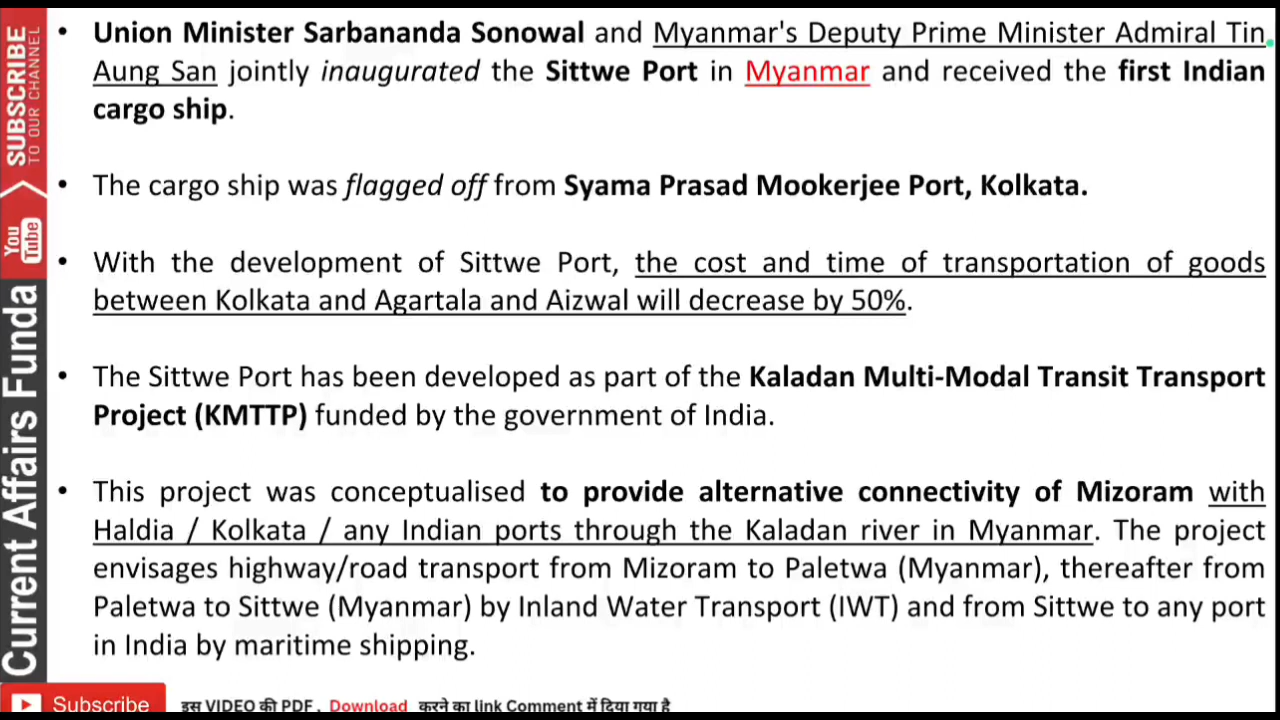 • Union Minister Sarbananda Sonowal and Myanmar's Deputy Prime Minister Admiral Tin
Aung San jointly inaugurated the Sittwe Port in Myanmar and received the first Indian
cargo ship.
• The cargo ship was flagged off from Syama Prasad Mookerjee Port, Kolkata.
• With the development of Sittwe Port, the cost and time of transportation of goods
between Kolkata and Agartala and Aizwal will decrease by 50%.
• The Sittwe Port has been developed as part of the Kaladan Multi-Modal Transit Transport
Project (KMTTP) funded by the government of India.
• This project was conceptualised to provide alternative connectivity of Mizoram with
Haldia / Kolkata / any Indian ports through the Kaladan river in Myanmar. The project
envisages highway/road transport from Mizoram to Paletwa (Myanmar), thereafter from
Paletwa to Sittwe (Myanmar) by Inland Water Transport (IWT) and from Sittwe to any port
in India by maritime shipping.
SUBSCRIBE
TO OUR CHANNEL
You Tube
Current Affairs Funda
Subscribe
इस VIDEO की PDF , Download करने का link Comment में दिया गया है